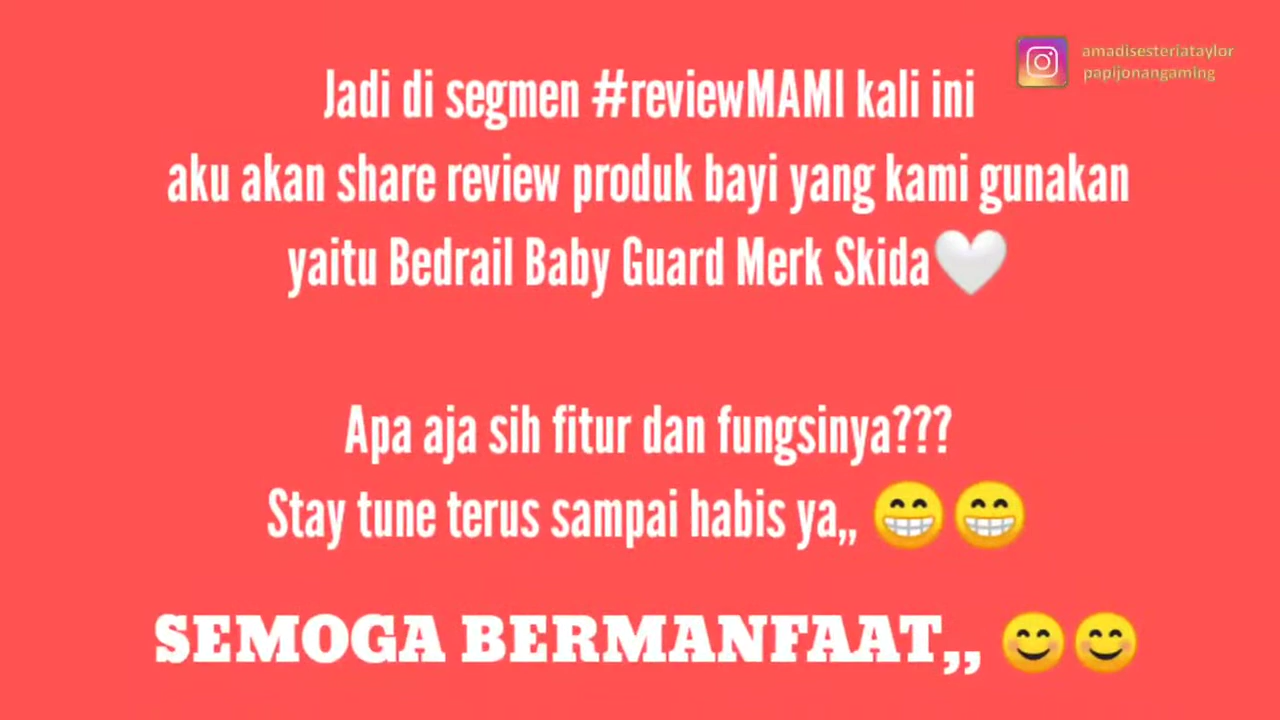 amadisesteriataylor
papijonangaming
Jadi di segmen #reviewMAMI kali ini
aku akan share review produk bayi yang kami gunakan
yaitu Bedrail Baby Guard Merk Skida🤍
Apa aja sih fitur dan fungsinya???
Stay tune terus sampai habis ya,, 😁😁
SEMOGA BERMANFAAT,, 😊😊